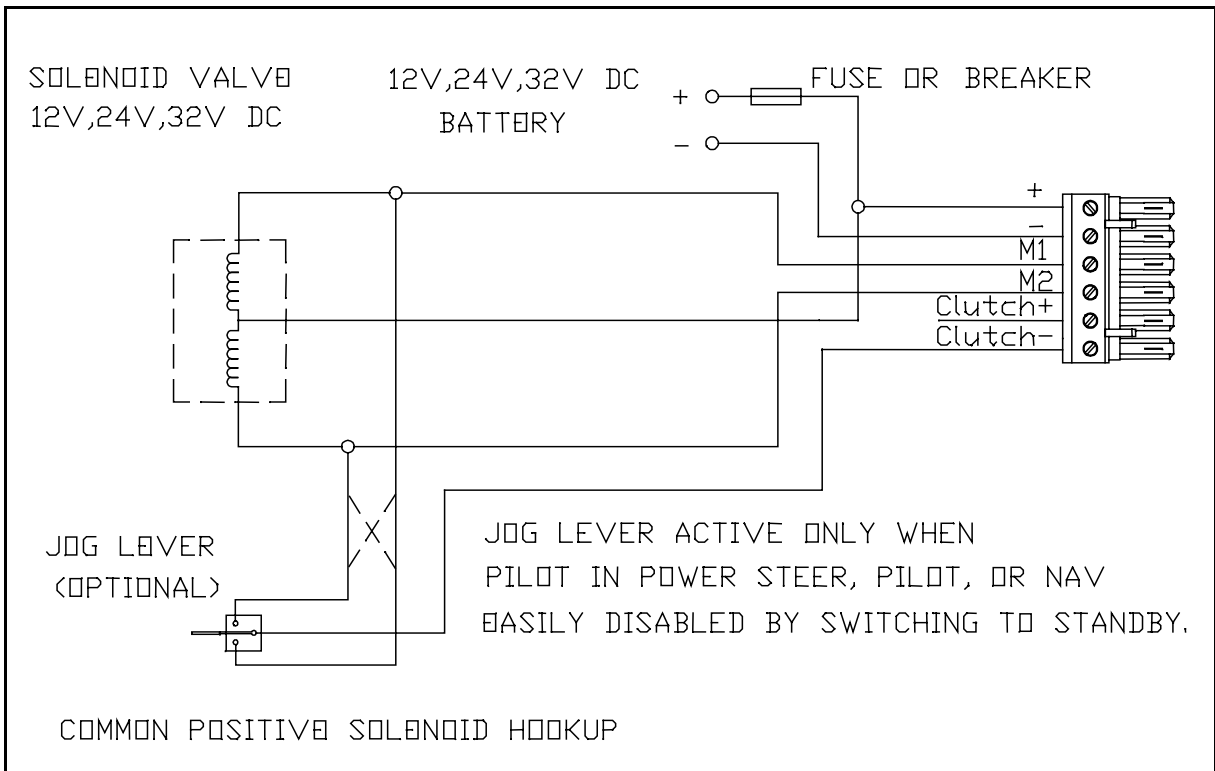 SOLENOID VALVE
12V,24V,32V DC
12V,24V,32V DC
BATTERY
+
-
FUSE OR BREAKER
+
-
M1
M2
Clutch+
Clutch-
JOG LEVER
(OPTIONAL)
JOG LEVER ACTIVE ONLY WHEN
PILOT IN POWER STEER, PILOT, OR NAV
EASILY DISABLED BY SWITCHING TO STANDBY.
COMMON POSITIVE SOLENOID HOOKUP